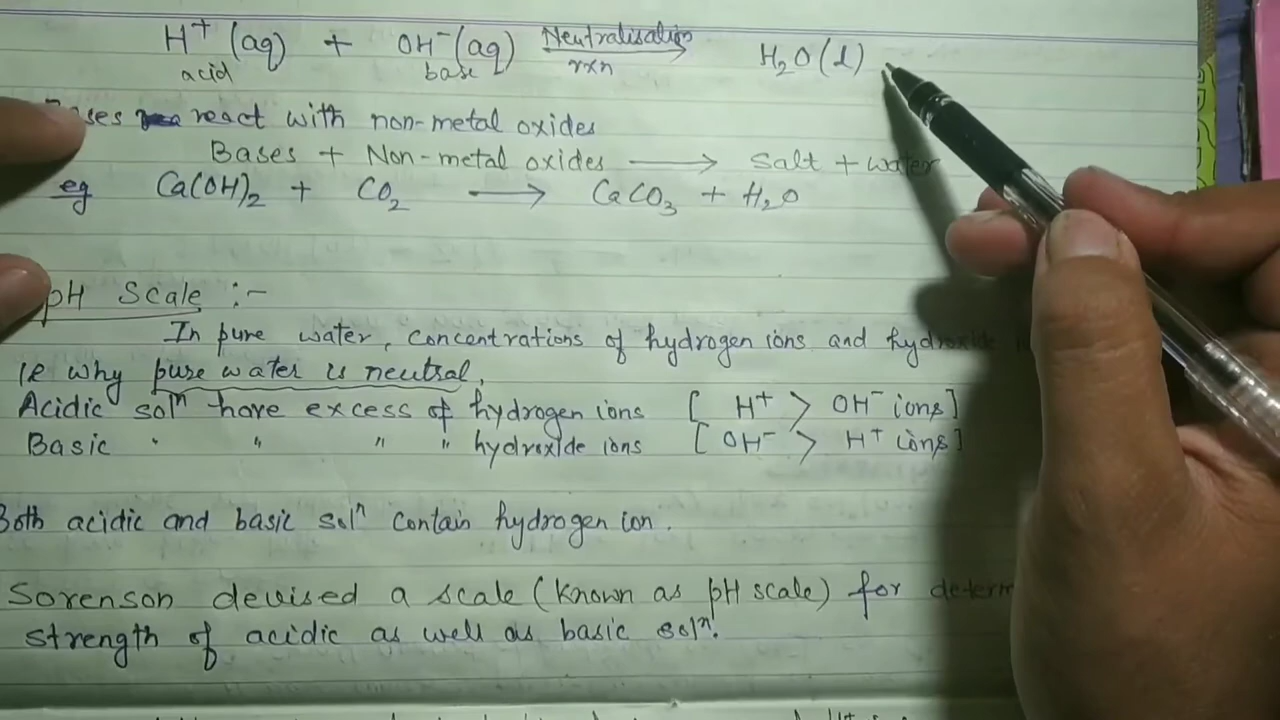 H⁺ (aq) + OH⁻ (aq) Neutralisation rxn → H₂O (l)
acid base
react with non-metal oxides
Bases + Non-metal oxides → Salt + water
eg Ca(OH)₂ + CO₂ → CaCO₃ + H₂O
pH Scale :-
In pure water, concentrations of hydrogen ions and
is why pure water is neutral,
Acidic solⁿ have excess of hydrogen ions [ H⁺ > OH⁻ ions]
Basic " " " " hydroxide ions [ OH⁻ > H⁺ ions]
Both acidic and basic solⁿ contain hydrogen ion.
Sorenson devised a scale (known as pH scale) for
strength of acidic as well as basic solⁿ.